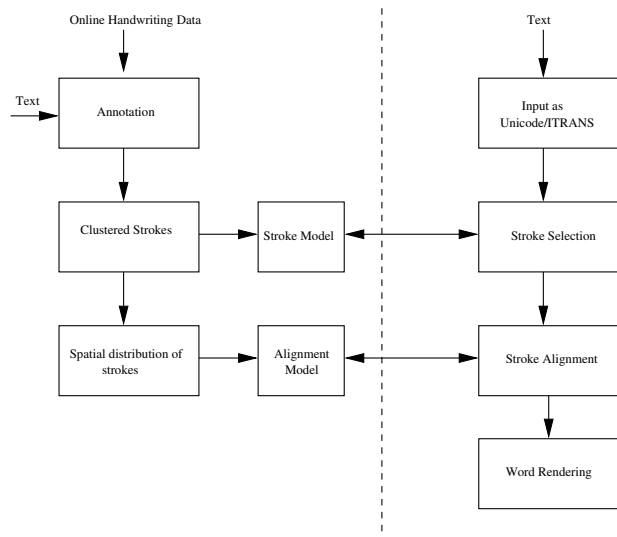 Online Handwriting Data
Text
Text
Annotation
Input as
Unicode/ITRANS
Clustered Strokes
Stroke Model
Stroke Selection
Spatial distribution of
strokes
Alignment
Model
Stroke Alignment
Word Rendering